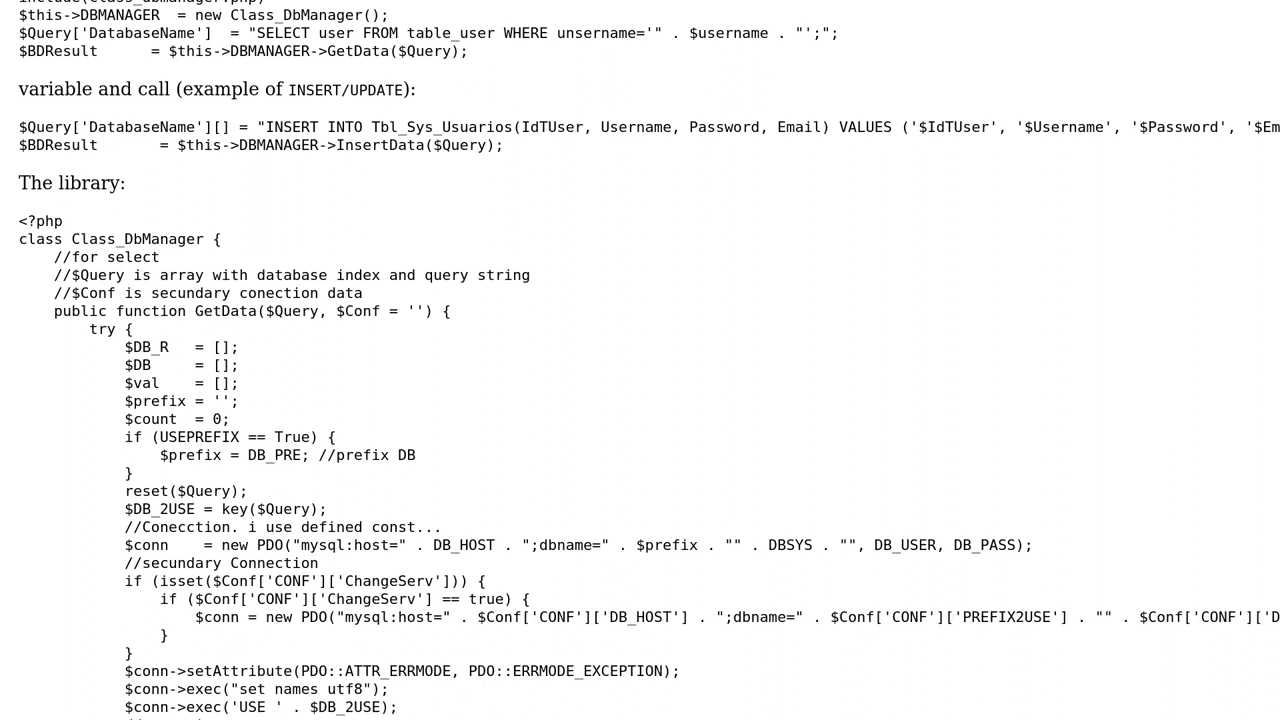 include(class_dbmanager.php)
$this->DBMANAGER  = new Class_DbManager();
$Query['DatabaseName']  = "SELECT user FROM table_user WHERE unsername='" . $username . "';";
$BDResult      = $this->DBMANAGER->GetData($Query);
variable and call (example of INSERT/UPDATE):
$Query['DatabaseName'][] = "INSERT INTO Tbl_Sys_Usuarios(IdTUser, Username, Password, Email) VALUES ('$IdTUser', '$Username', '$Password', '$Em
$BDResult       = $this->DBMANAGER->InsertData($Query);
The library:
<?php
class Class_DbManager {
    //for select
    //$Query is array with database index and query string
    //$Conf is secundary conection data
    public function GetData($Query, $Conf = '') {
        try {
            $DB_R   = [];
            $DB     = [];
            $val    = [];
            $prefix = '';
            $count  = 0;
            if (USEPREFIX == True) {
                $prefix = DB_PRE; //prefix DB
            }
            reset($Query);
            $DB_2USE = key($Query);
            //Conecction. i use defined const...
            $conn    = new PDO("mysql:host=" . DB_HOST . ";dbname=" . $prefix . "" . DBSYS . "", DB_USER, DB_PASS);
            //secundary Connection
            if (isset($Conf['CONF']['ChangeServ'])) {
                if ($Conf['CONF']['ChangeServ'] == true) {
                    $conn = new PDO("mysql:host=" . $Conf['CONF']['DB_HOST'] . ";dbname=" . $Conf['CONF']['PREFIX2USE'] . "" . $Conf['CONF']['D
                }
            }
            $conn->setAttribute(PDO::ATTR_ERRMODE, PDO::ERRMODE_EXCEPTION);
            $conn->exec("set names utf8");
            $conn->exec('USE ' . $DB_2USE);